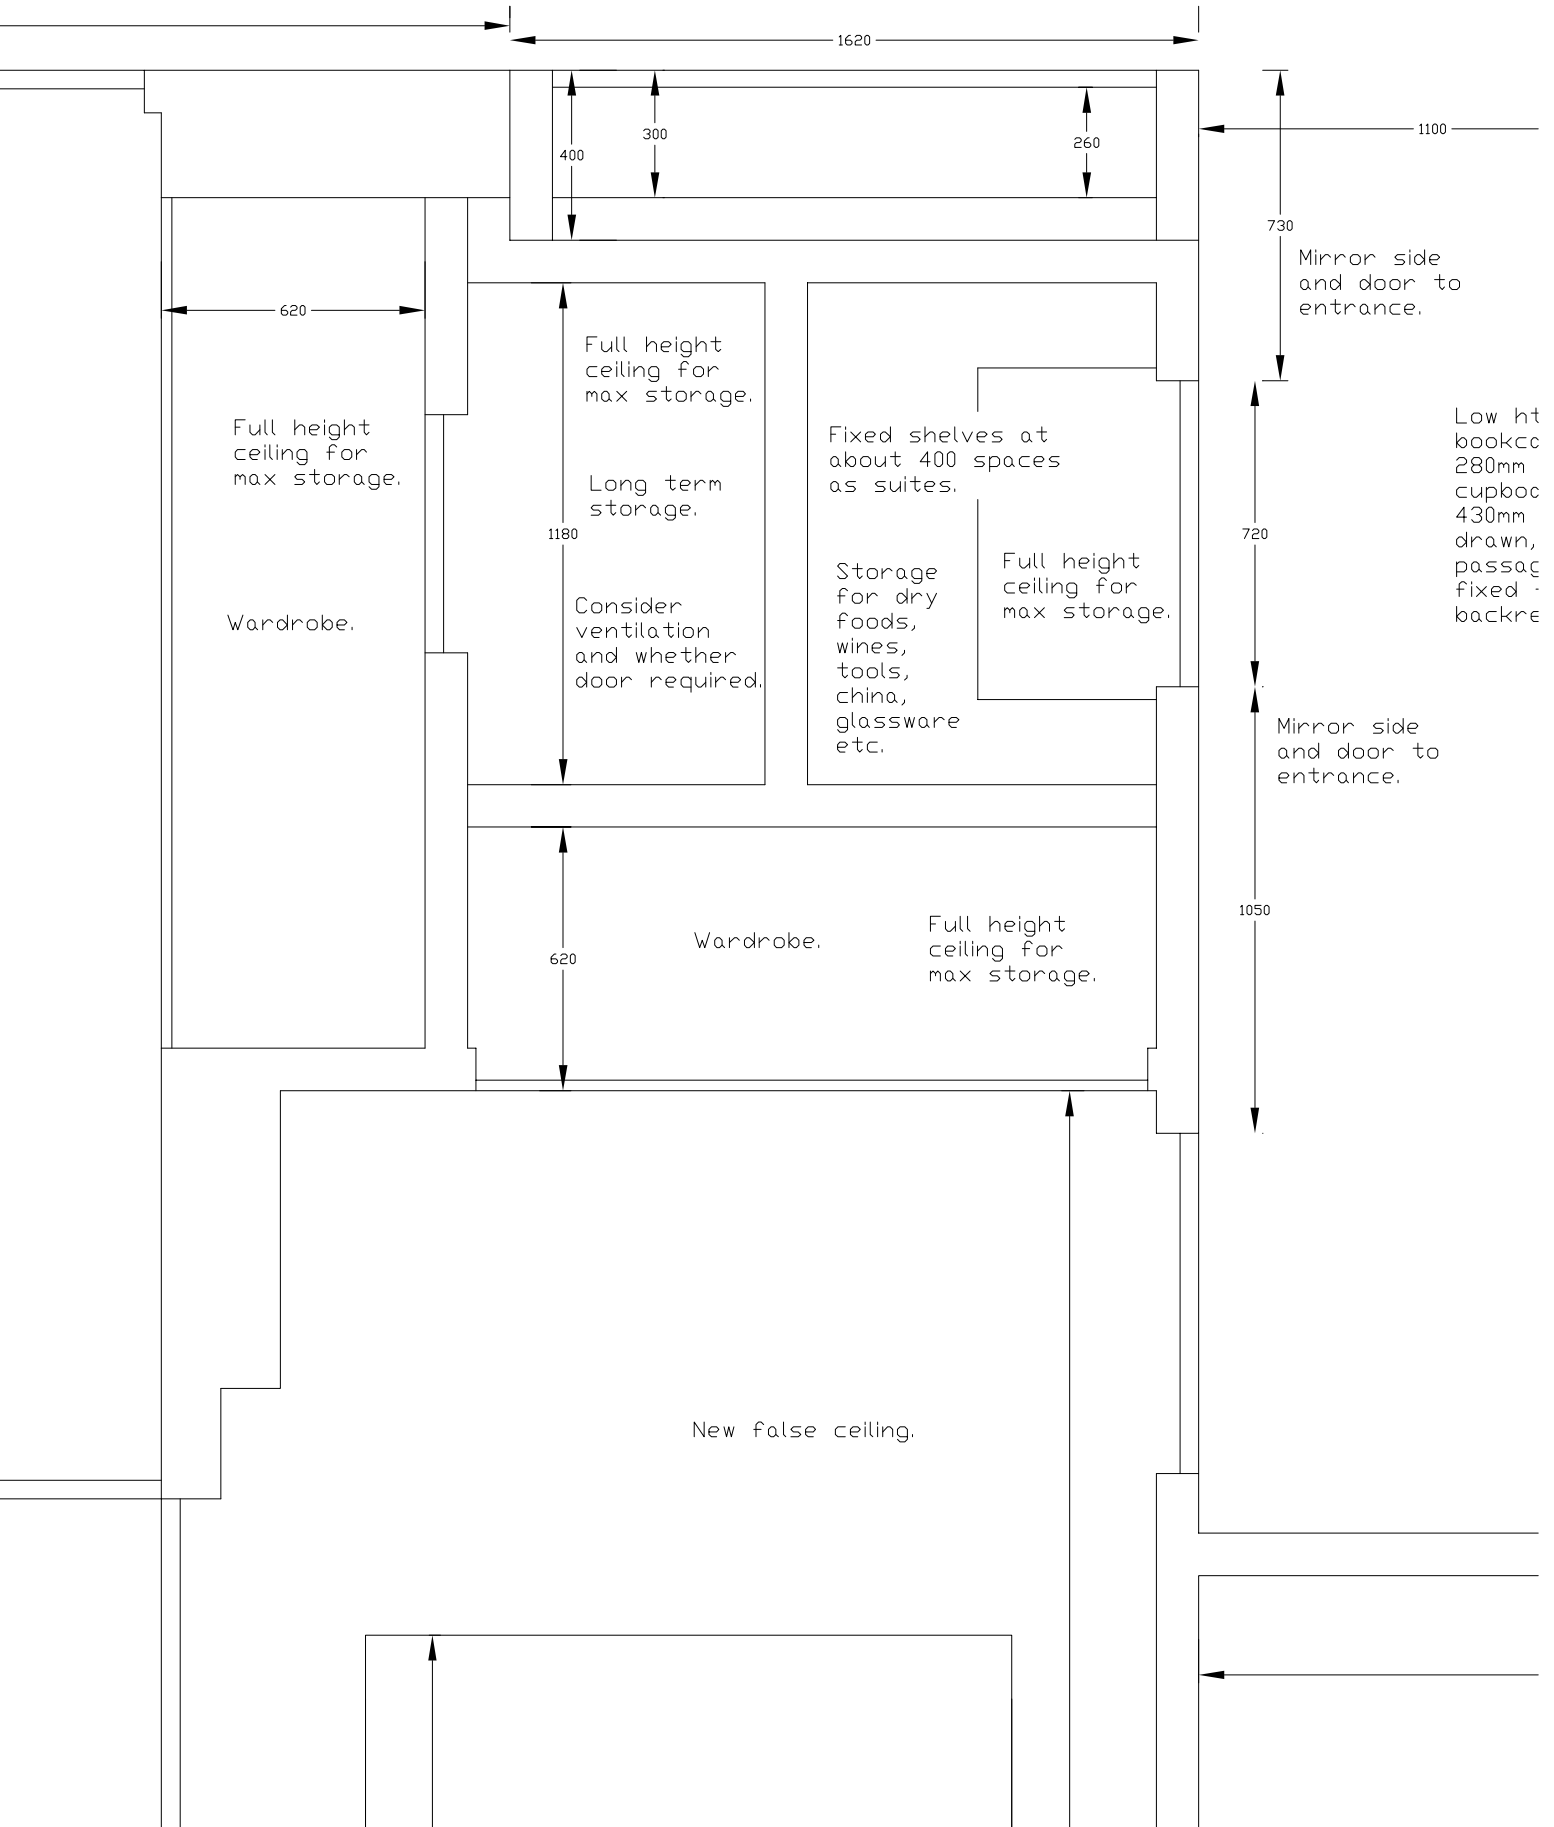 1620
300
400
260
1100
730
Mirror side
and door to
entrance.
620
Full height
ceiling for
max storage.
Full height
ceiling for
max storage.
Wardrobe.
Long term
storage.
1180
Consider
ventilation
and whether
door required.
Fixed shelves at
about 400 spaces
as suites.
Storage
for dry
foods,
wines,
tools,
china,
glassware
etc.
Full height
ceiling for
max storage.
720
Low ht
280mm
430mm
drawn,
fixed
Mirror side
and door to
entrance.
1050
620
Wardrobe.
Full height
ceiling for
max storage.
New false ceiling.